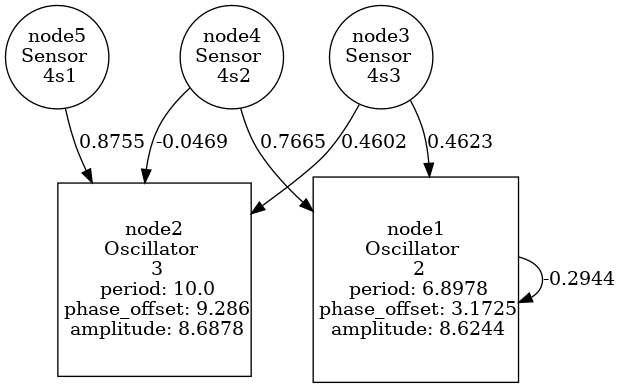 node5
Sensor
4s1
node4
Sensor
4s2
node3
Sensor
4s3
0.8755
-0.0469
0.7665
0.4602
0.4623
node2
Oscillator
3
period: 10.0
phase_offset: 9.286
amplitude: 8.6878
node1
Oscillator
2
period: 6.8978
phase_offset: 3.1725
amplitude: 8.6244
-0.2944